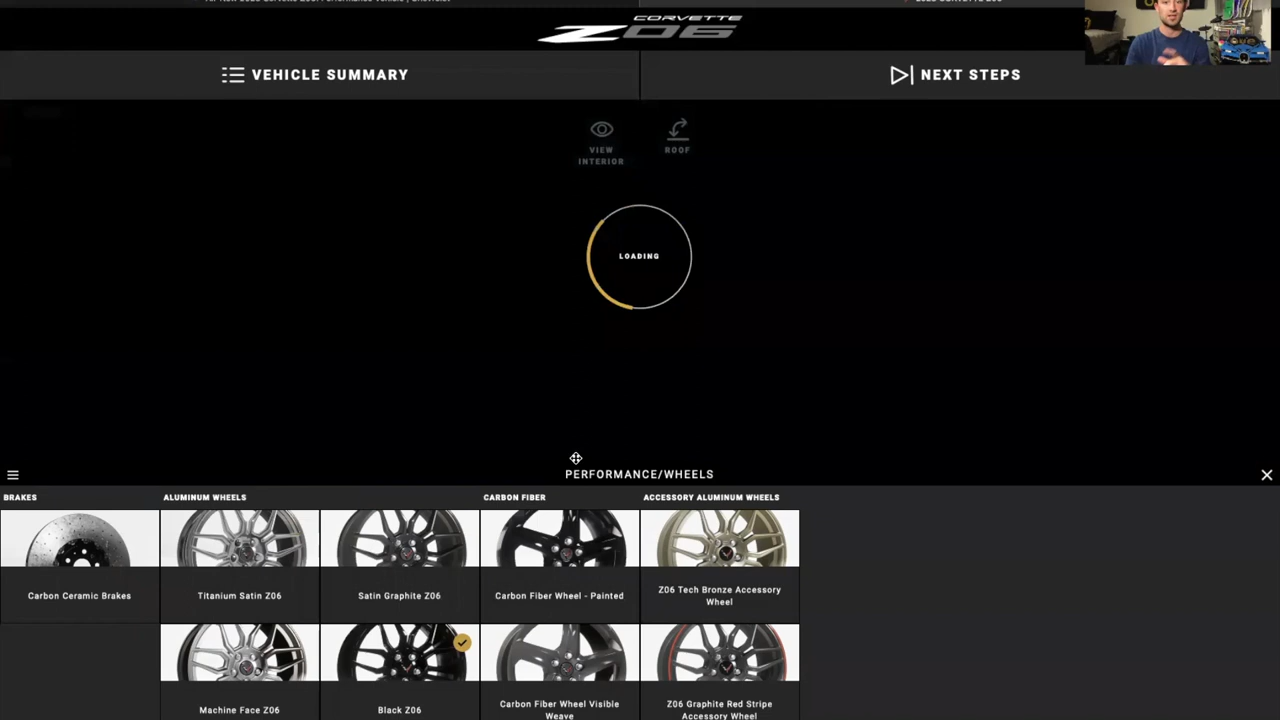 CORVETTE
Z06
VEHICLE SUMMARY
NEXT STEPS
VIEW
INTERIOR
ROOF
LOADING
PERFORMANCE/WHEELS
BRAKES
ALUMINUM WHEELS
CARBON FIBER
ACCESSORY ALUMINUM WHEELS
Carbon Ceramic Brakes
Titanium Satin Z06
Satin Graphite Z06
Carbon Fiber Wheel - Painted
Z06 Tech Bronze Accessory
Wheel
Machine Face Z06
Black Z06
Carbon Fiber Wheel Visible
Weave
Z06 Graphite Red Stripe
Accessory Wheel